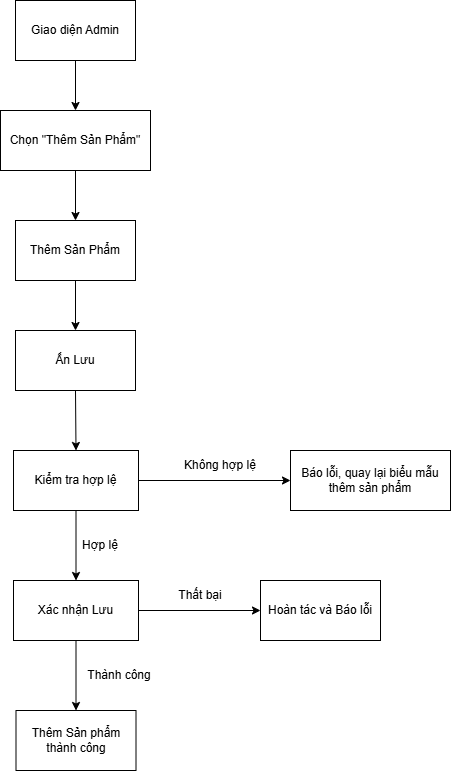 Giao diện Admin
Chọn "Thêm Sản Phẩm"
Thêm Sản Phẩm
Ấn Lưu
Kiểm tra hợp lệ
Không hợp lệ
Báo lỗi, quay lại biểu mẫu
thêm sản phẩm
Hợp lệ
Xác nhận Lưu
Thất bại
Hoàn tác và Báo lỗi
Thành công
Thêm Sản phẩm
thành công